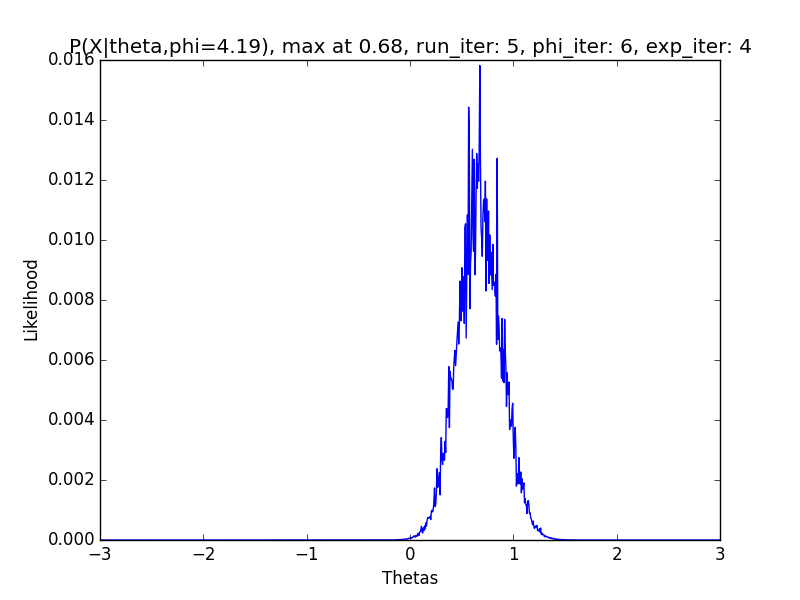 P(X|theta,phi=4.19), max at 0.68, run_iter: 5, phi_iter: 6, exp_iter: 4
0.016
0.014
0.012
0.010
0.008
0.006
0.004
0.002
0.000
Likelihood
−3 −2 −1 0 1 2 3
Thetas